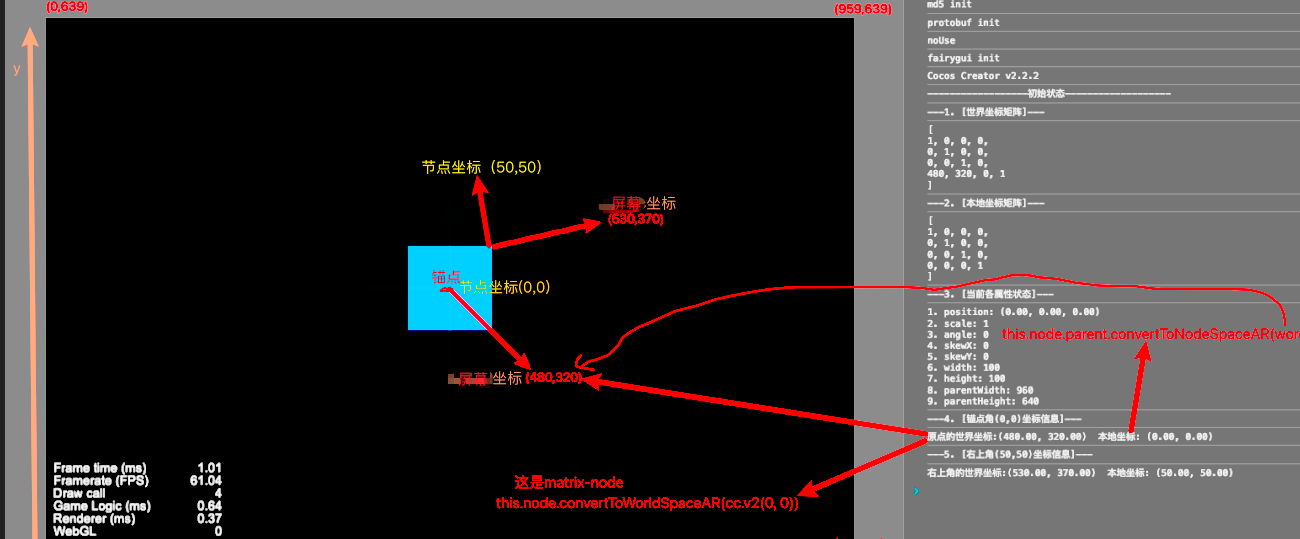 (0,639)
(959,639)
y
节点坐标（50,50）
屏幕 坐标
(630,370)
锚点
节点坐标(0,0)
屏幕 坐标 (480,320)
这是matrix-node
this.node.convertToWorldSpaceAR(cc.v2(0, 0))
Frame time (ms) 1.01
Framerate (FPS) 61.04
Draw call 4
Game Logic (ms) 0.64
Renderer (ms) 0.37
WebGL 0
md5 init
protobuf init
noUse
fairygui init
Cocos Creator v2.2.2
———————————————————初始状态————————————————————
———1. [世界坐标矩阵]———
[
1, 0, 0, 0,
0, 1, 0, 0,
0, 0, 1, 0,
480, 320, 0, 1
]
———2. [本地坐标矩阵]———
[
1, 0, 0, 0,
0, 1, 0, 0,
0, 0, 1, 0,
0, 0, 0, 1
]
———3. [当前各属性状态]———
1. position: (0.00, 0.00, 0.00)
2. scale: 1
3. angle: 0
4. skewX: 0
5. skewY: 0
6. width: 100
7. height: 100
8. parentWidth: 960
9. parentHeight: 640
this.node.parent.convertToNodeSpaceAR(wor
———4. [锚点角(0,0)坐标信息]———
原点的世界坐标:(480.00, 320.00) 本地坐标: (0.00, 0.00)
———5. [右上角(50,50)坐标信息]———
右上角的世界坐标:(530.00, 370.00) 本地坐标: (50.00, 50.00)